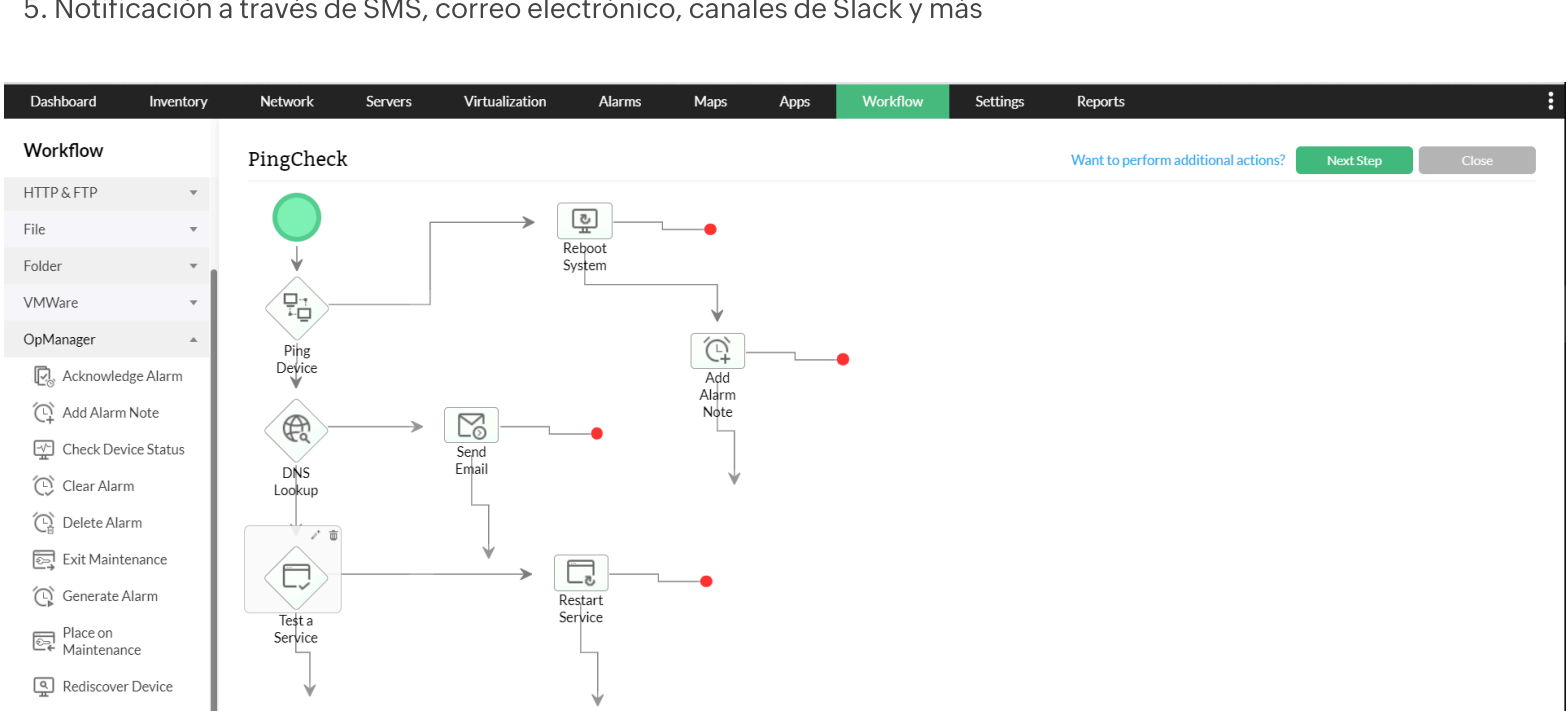 5. Notificación a través de SMS, correo electrónico, canales de Slack y más
Dashboard Inventory Network Servers Virtualization Alarms Maps Apps Workflow Settings Reports
Workflow
HTTP & FTP
File
Folder
VMWare
OpManager
Acknowledge Alarm
Add Alarm Note
Check Device Status
Clear Alarm
Delete Alarm
Exit Maintenance
Generate Alarm
Place on
Maintenance
Rediscover Device
PingCheck
Want to perform additional actions? Next Step Close
Reboot
System
Ping
Device
Add
Alarm
Note
Send
Email
DNS
Lookup
Restart
Service
Test a
Service